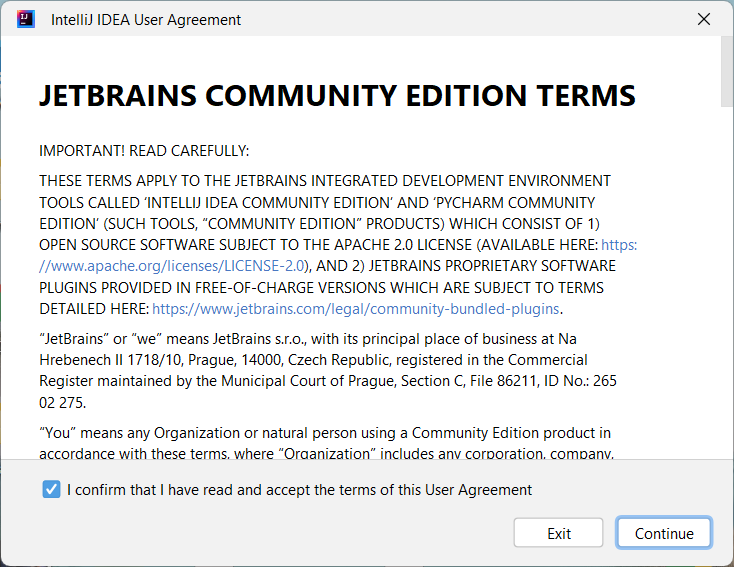 IntelliJ IDEA User Agreement
JETBRAINS COMMUNITY EDITION TERMS
IMPORTANT! READ CAREFULLY:
THESE TERMS APPLY TO THE JETBRAINS INTEGRATED DEVELOPMENT ENVIRONMENT
TOOLS CALLED ‘INTELLIJ IDEA COMMUNITY EDITION’ AND ‘PYCHARM COMMUNITY
EDITION’ (SUCH TOOLS, “COMMUNITY EDITION” PRODUCTS) WHICH CONSIST OF 1)
OPEN SOURCE SOFTWARE SUBJECT TO THE APACHE 2.0 LICENSE (AVAILABLE HERE: https:
//www.apache.org/licenses/LICENSE-2.0), AND 2) JETBRAINS PROPRIETARY SOFTWARE
PLUGINS PROVIDED IN FREE-OF-CHARGE VERSIONS WHICH ARE SUBJECT TO TERMS
DETAILED HERE: https://www.jetbrains.com/legal/community-bundled-plugins.
“JetBrains” or “we” means JetBrains s.r.o., with its principal place of business at Na
Hrebenech II 1718/10, Prague, 14000, Czech Republic, registered in the Commercial
Register maintained by the Municipal Court of Prague, Section C, File 86211, ID No.: 265
02 275.
“You” means any Organization or natural person using a Community Edition product in
accordance with these terms, where “Organization” includes any corporation, company,
I confirm that I have read and accept the terms of this User Agreement
Exit
Continue